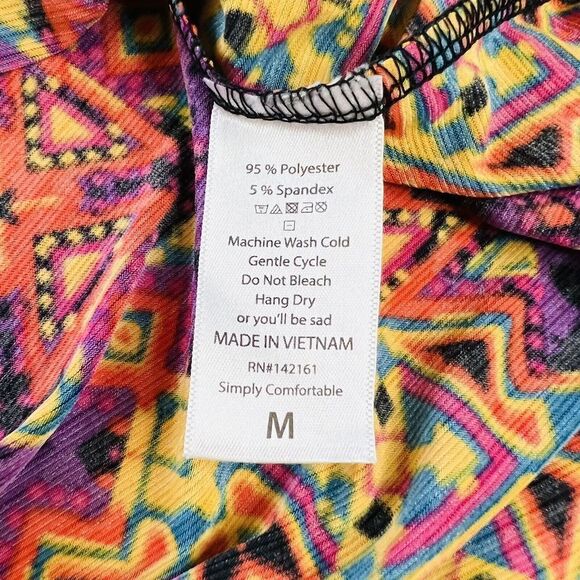 95 % Polyester
5 % Spandex
Machine Wash Cold
Gentle Cycle
Do Not Bleach
Hang Dry
or you'll be sad
MADE IN VIETNAM
RN#142161
Simply Comfortable
M